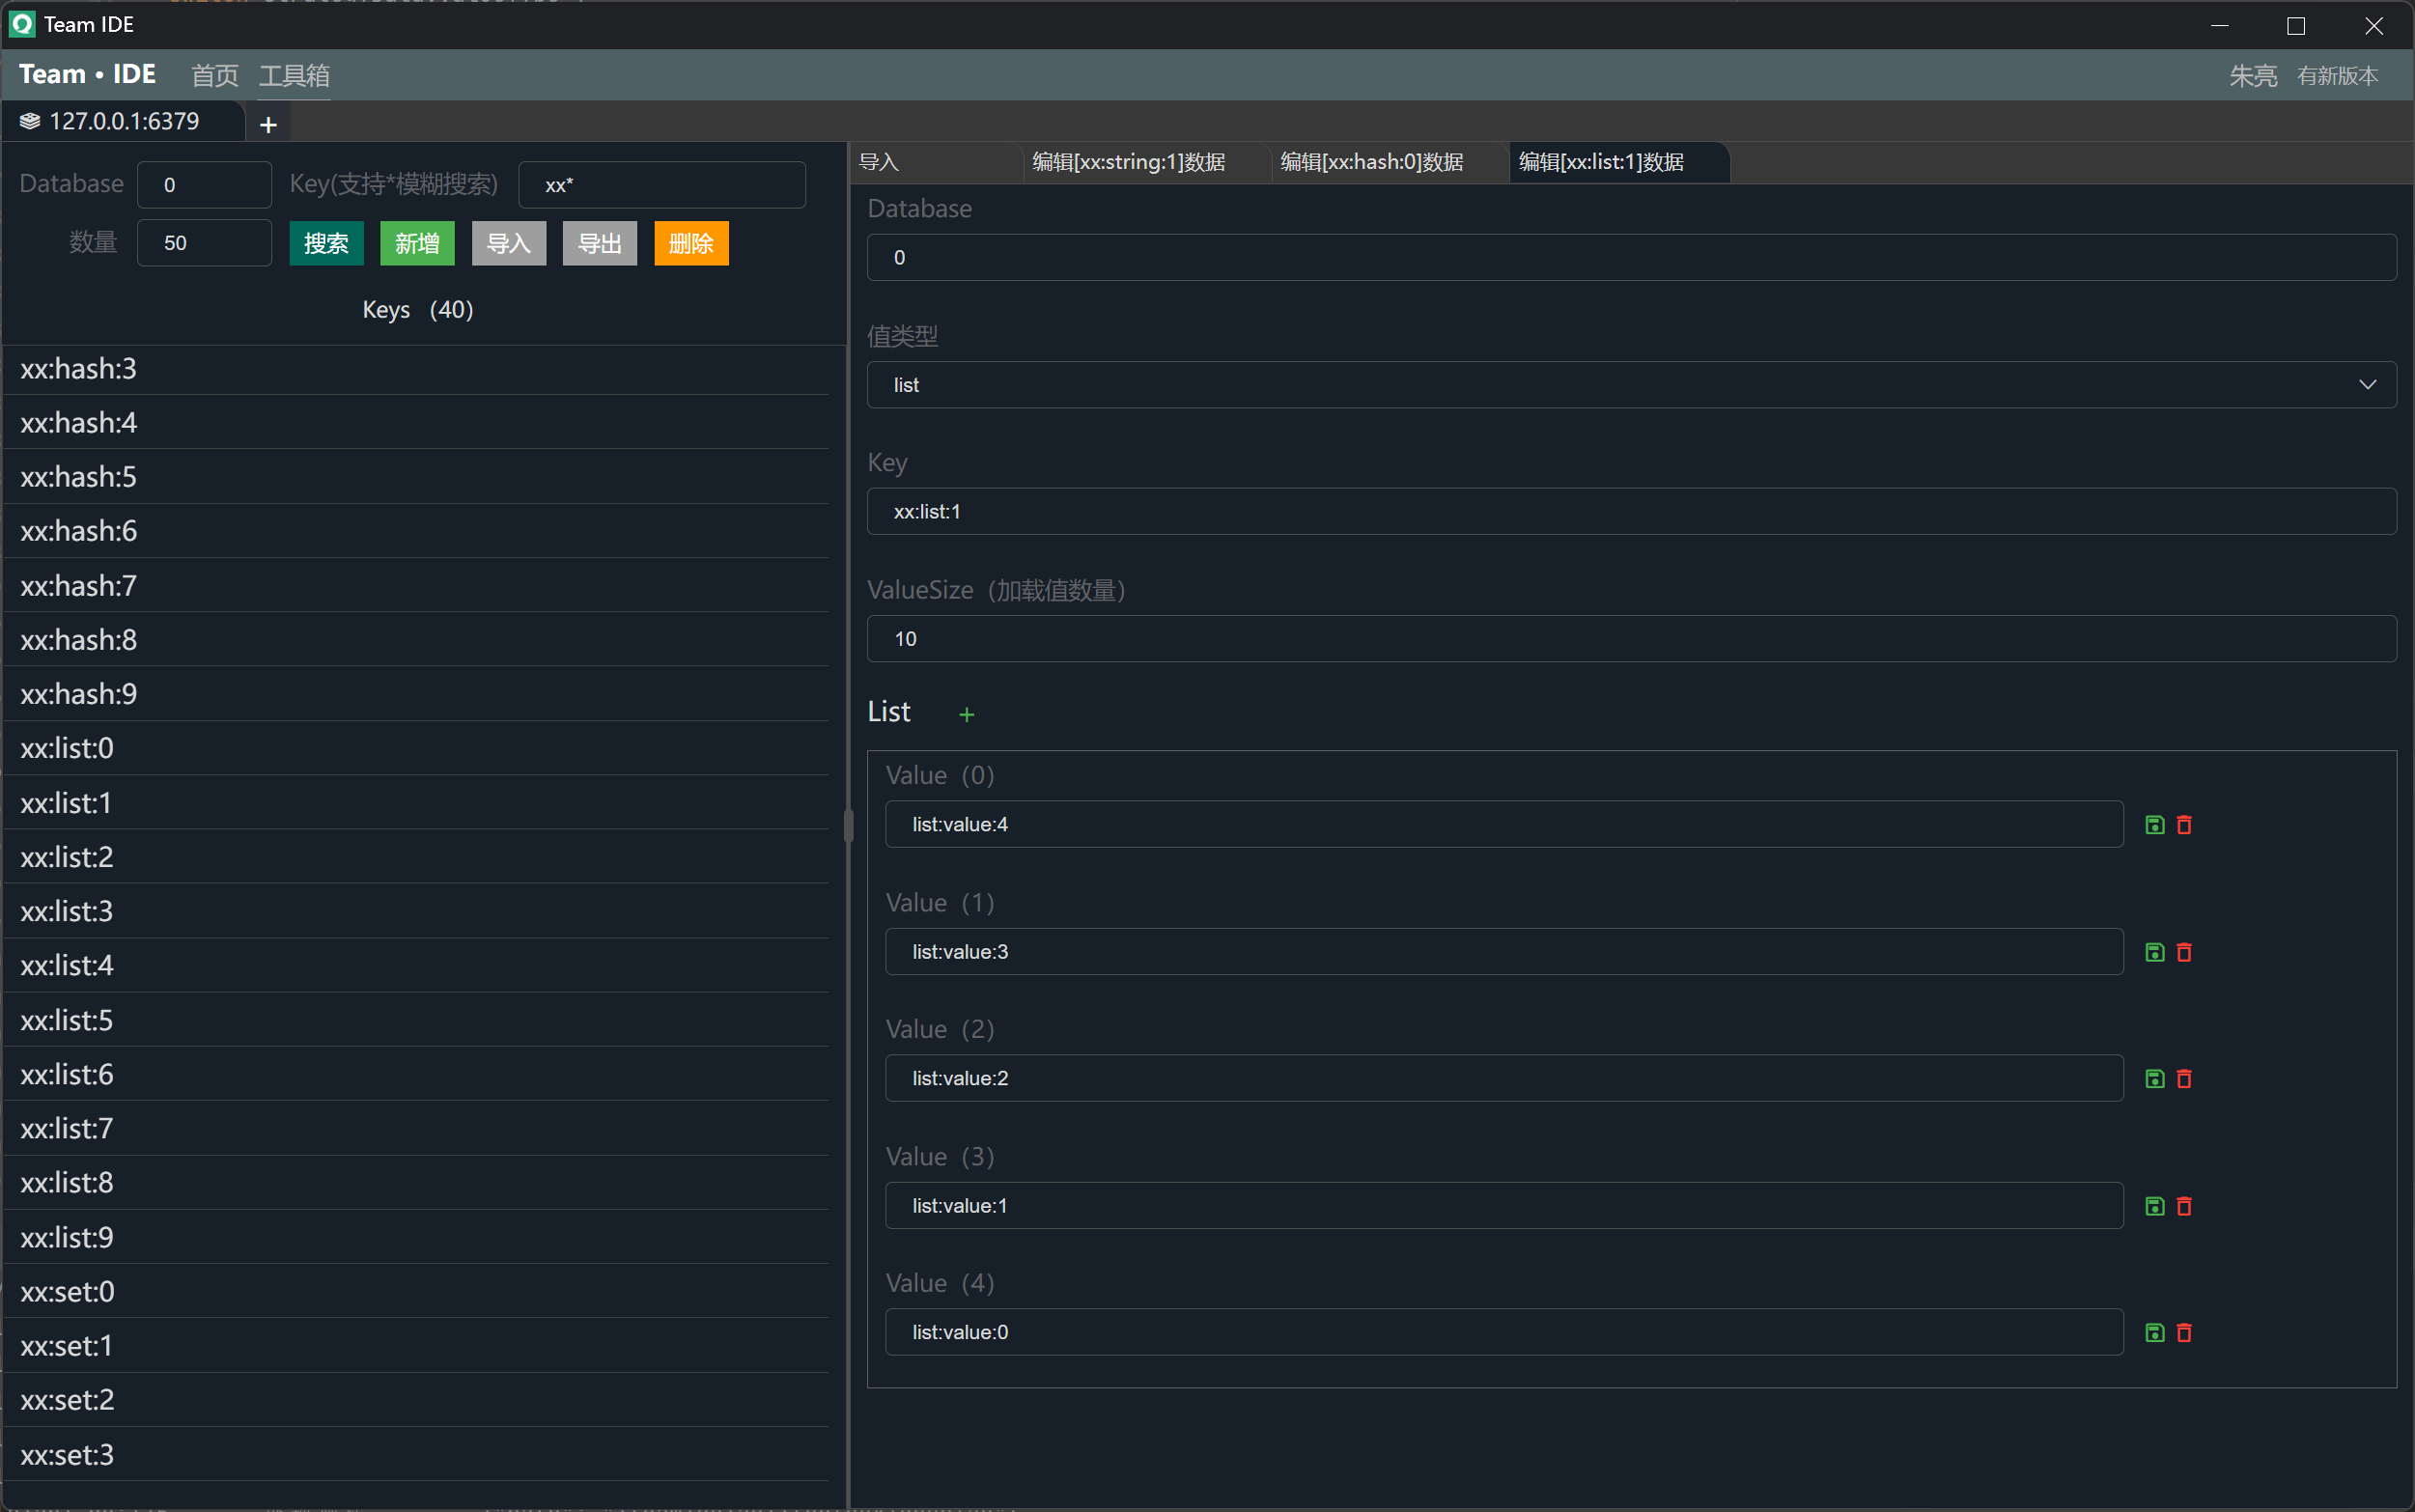 Team IDE
Team • IDE 首页 工具箱 朱亮 有新版本
127.0.0.1:6379 +
Database 0 Key(支持*模糊搜索) xx*
数量 50 搜索 新增 导入 导出 删除
Keys （40）
xx:hash:3
xx:hash:4
xx:hash:5
xx:hash:6
xx:hash:7
xx:hash:8
xx:hash:9
xx:list:0
xx:list:1
xx:list:2
xx:list:3
xx:list:4
xx:list:5
xx:list:6
xx:list:7
xx:list:8
xx:list:9
xx:set:0
xx:set:1
xx:set:2
xx:set:3
导入 编辑[xx:string:1]数据 编辑[xx:hash:0]数据 编辑[xx:list:1]数据
Database
0
值类型
list
Key
xx:list:1
ValueSize（加载值数量）
10
List +
Value（0）
list:value:4
Value（1）
list:value:3
Value（2）
list:value:2
Value（3）
list:value:1
Value（4）
list:value:0